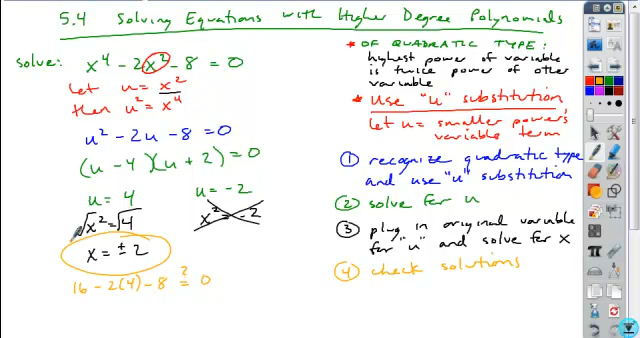 5.4 Solving Equations with Higher Degree Polynomials
solve: x⁴ - 2x² - 8 = 0
Let u = x²
then u² = x⁴
u² - 2u - 8 = 0
(u - 4)(u + 2) = 0
u = 4 u = -2
√x² = √4 x² = -2
x = ± 2
16 - 2(4) - 8 ≟ 0
* OF QUADRATIC TYPE:
highest power of variable
is twice power of other
variable
* Use "u" substitution
let u = smaller power's
variable term
① recognize quadratic type
and use "u" substitution
② solve for u
③ plug in original variable
for "u" and solve for x
④ check solutions